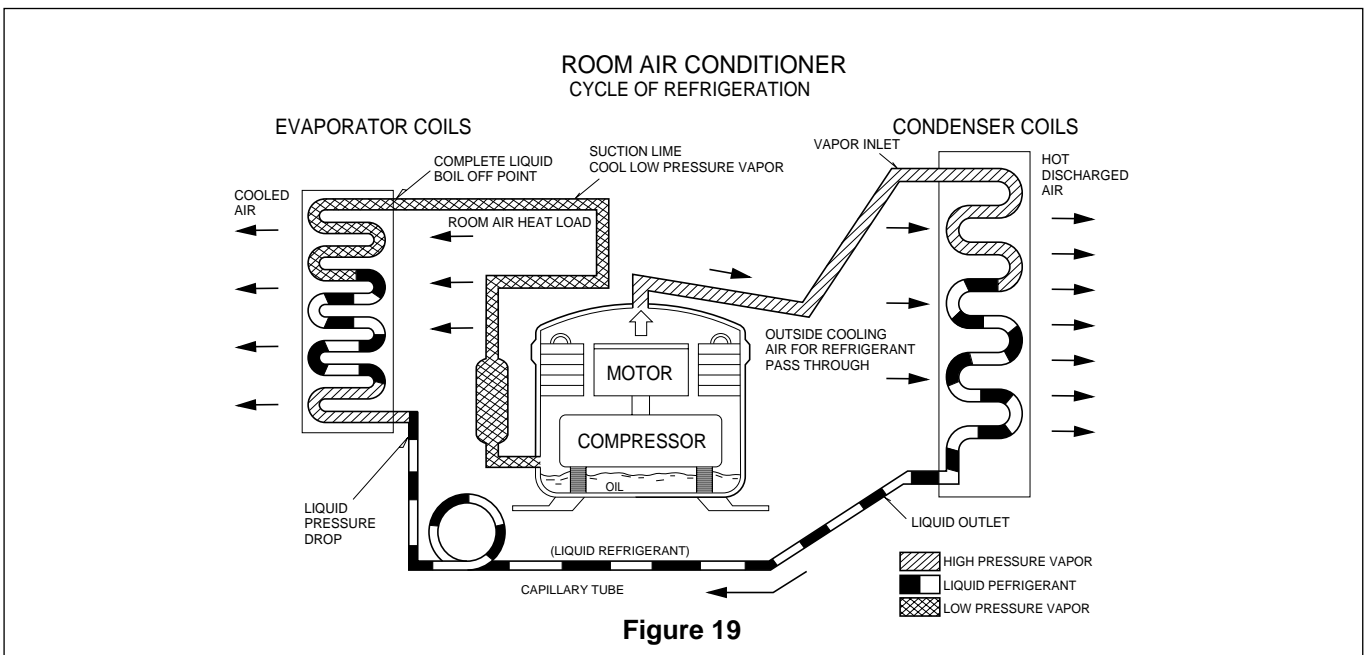 ROOM AIR CONDITIONER
CYCLE OF REFRIGERATION
EVAPORATOR COILS
CONDENSER COILS
COMPLETE LIQUID
BOIL OFF POINT
SUCTION LIME
COOL LOW PRESSURE VAPOR
VAPOR INLET
HOT
DISCHARGED
AIR
COOLED
AIR
ROOM AIR HEAT LOAD
OUTSIDE COOLING
AIR FOR REFRIGERANT
PASS THROUGH
MOTOR
COMPRESSOR
OIL
LIQUID
PRESSURE
DROP
LIQUID OUTLET
(LIQUID REFRIGERANT)
CAPILLARY TUBE
HIGH PRESSURE VAPOR
LIQUID PEFRIGERANT
LOW PRESSURE VAPOR
Figure 19